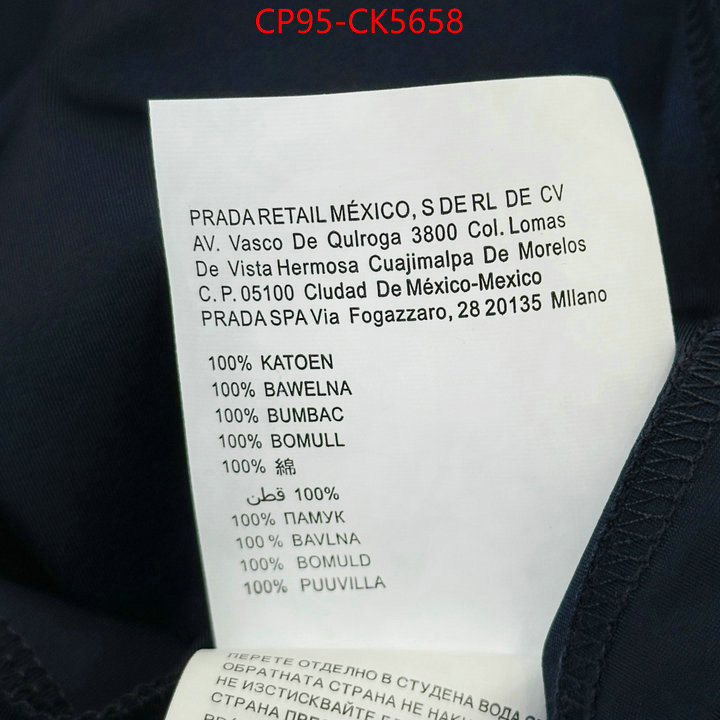 CP95-CK5658
PRADA RETAIL MÉXICO, S DE RL DE CV
AV. Vasco De Qulroga 3800 Col. Lomas
De Vista Hermosa Cuajimalpa De Morelos
C. P. 05100 Cludad De México-Mexico
PRADA SPA Via Fogazzaro, 28 20135 Mllano
100% KATOEN
100% BAWELNA
100% BUMBAC
100% BOMULL
100% 綿
100% قطن
100% ПАМУК
100% BAVLNA
100% BOMULD
100% PUUVILLA
ПЕРЕТЕ ОТДЕЛНО В СТУДЕНА ВОДА
ОБРАТНАТА СТРАНА НЕ
НЕ ИЗСТИСКВАЙТЕ
СТРАНА